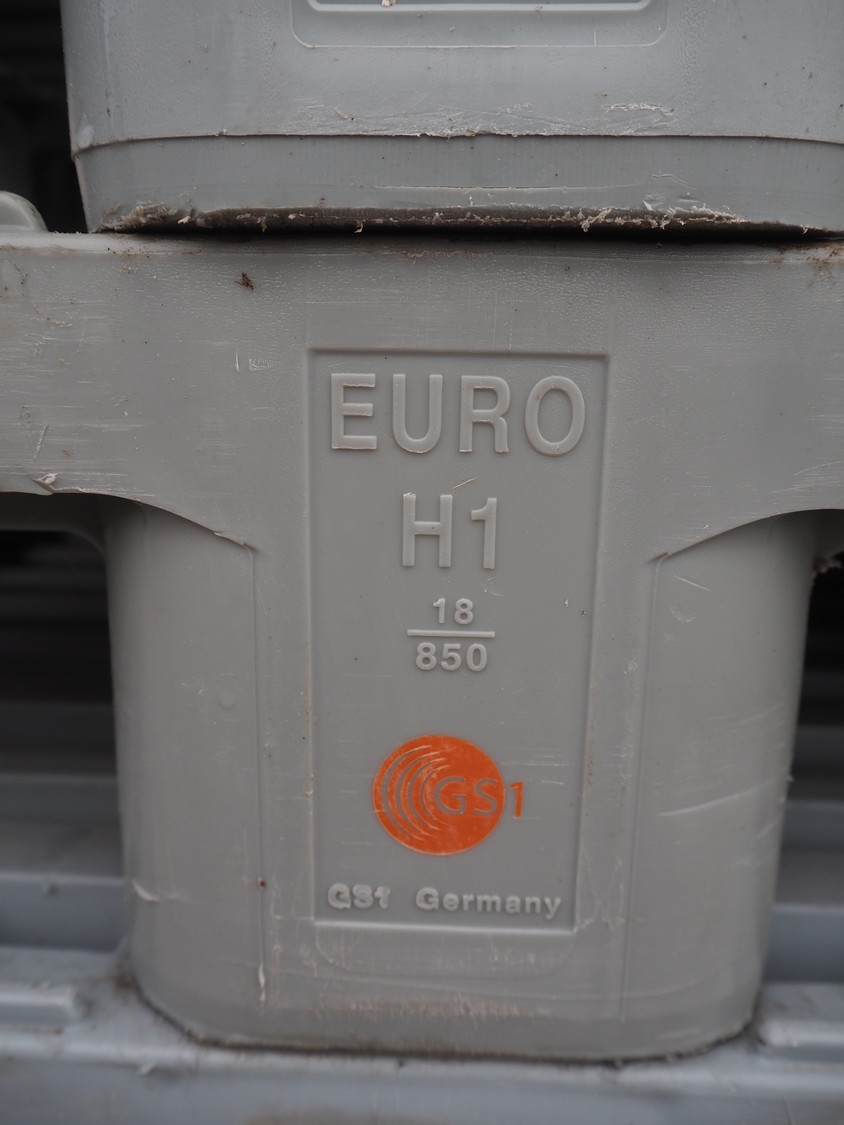 EURO
H1
18
850
GS1
GS1 Germany